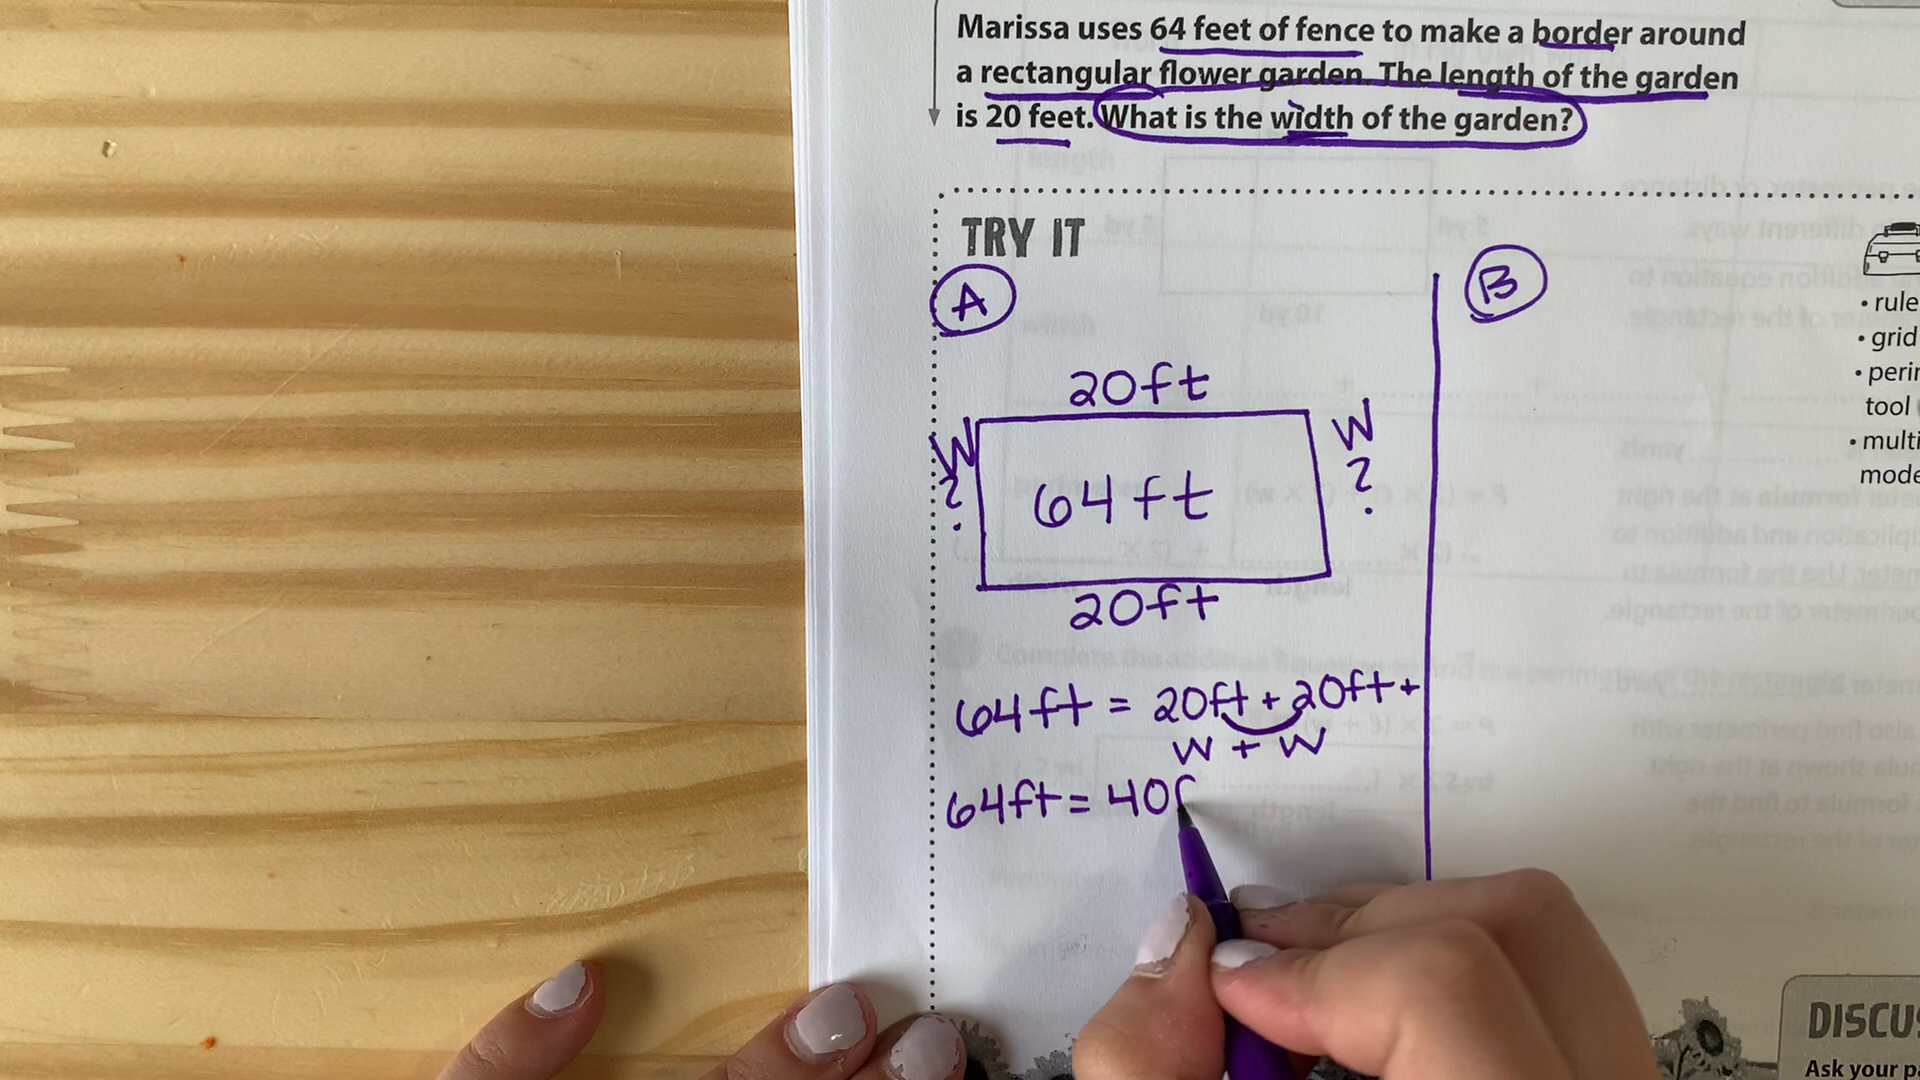 Marissa uses 64 feet of fence to make a border around
a rectangular flower garden. The length of the garden
is 20 feet. What is the width of the garden?
TRY IT
A
B
• rule
• grid
• perir
tool
• multi
mode
20ft
W
?
64ft
W
?
20ft
64ft = 20ft + 20ft +
W + W
64ft = 40f
DISCU
Ask your pa